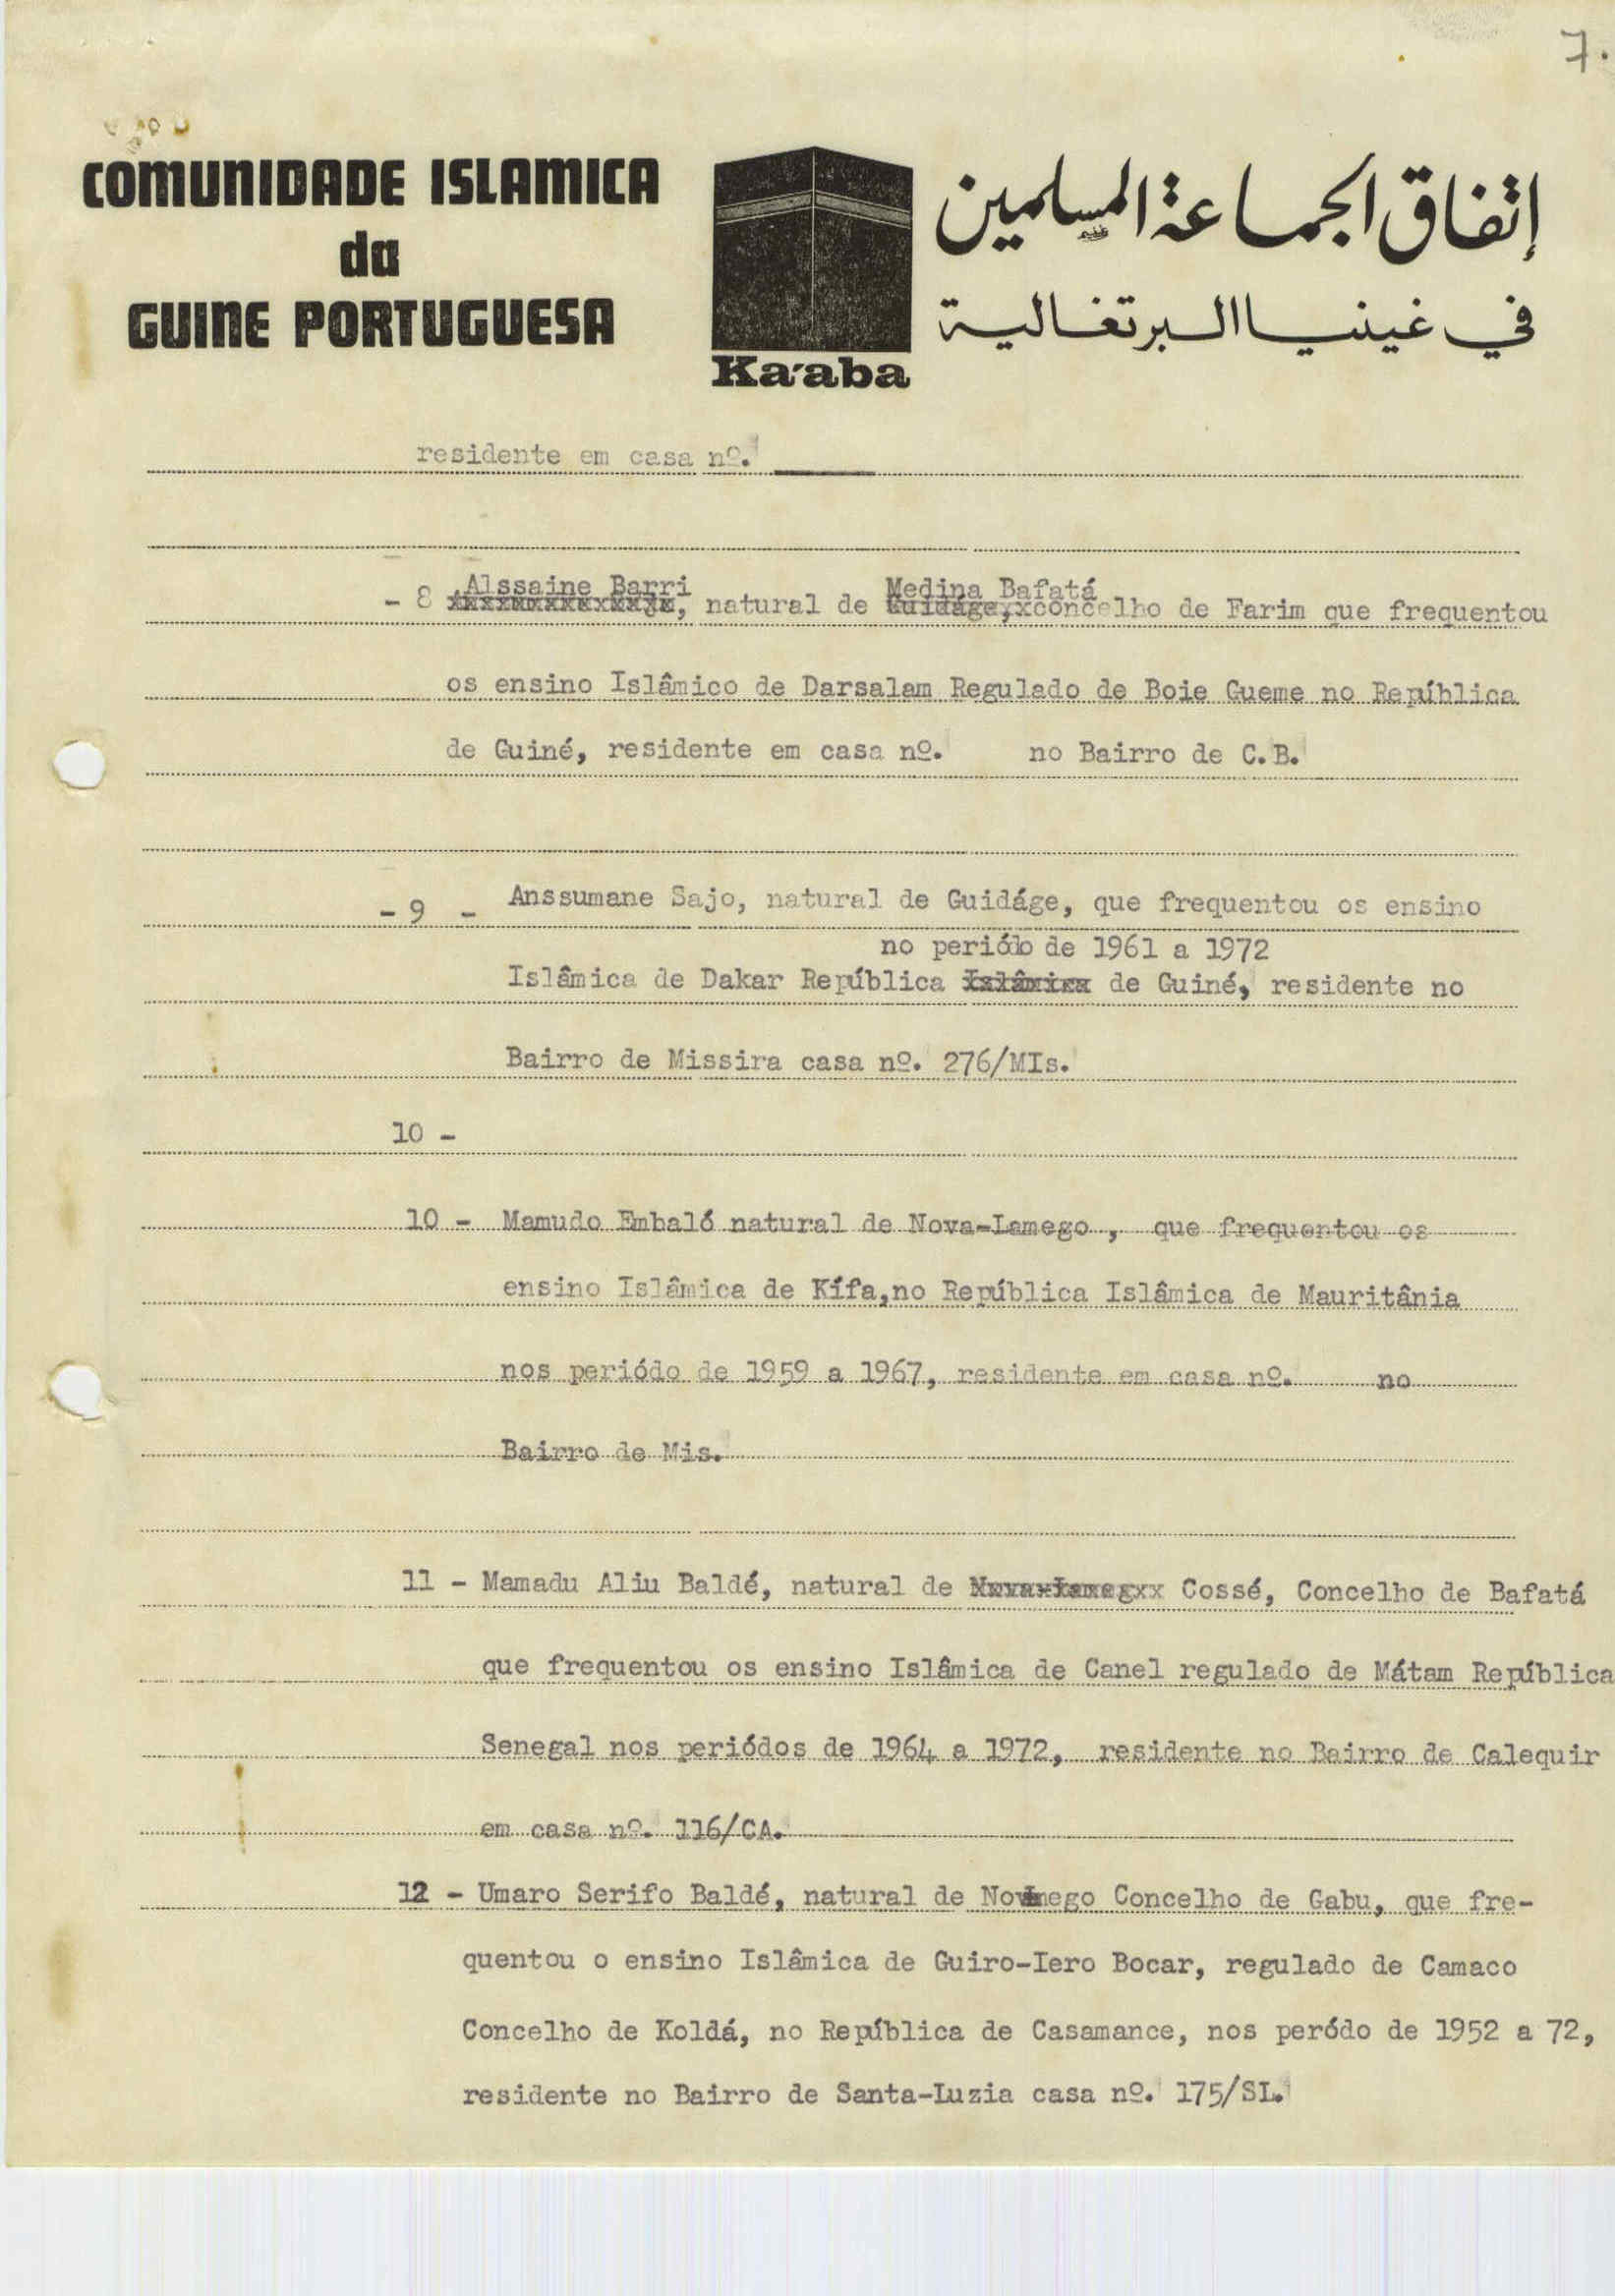 7.
COMUNIDADE ISLAMICA
da
GUINE PORTUGUESA
Ka'aba
إتفاق الجماعة المسلمين
في غينيا البرتغالية
residente em casa nº.
Alssaine Barri Medina Bafatá
- 8 , natural de Guidáge, concelho de Farim que frequentou
os ensino Islâmico de Darsalam Regulado de Boie Gueme no República
de Guiné, residente em casa nº. no Bairro de C.B.
- 9 - Anssumane Sajo, natural de Guidáge, que frequentou os ensino
no periódo de 1961 a 1972
Islâmica de Dakar República Islâmica de Guiné, residente no
Bairro de Missira casa nº. 276/MIs.
10 -
10 - Mamudo Embaló natural de Nova-Lamego, que frequentou os
ensino Islâmica de Kífa,no República Islâmica de Mauritânia
nos periódo de 1959 a 1967, residente em casa nº. no
Bairro de Mis.
11 - Mamadu Aliu Baldé, natural de Cossé, Concelho de Bafatá
que frequentou os ensino Islâmica de Canel regulado de Mátam República
Senegal nos periódos de 1964 a 1972, residente no Bairro de Calequir
em casa nº. 116/CA.
12 - Umaro Serifo Baldé, natural de Concelho de Gabu, que fre-
quentou o ensino Islâmica de Guiro-Iero Bocar, regulado de Camaco
Concelho de Koldá, no República de Casamance, nos peródo de 1952 a 72,
residente no Bairro de Santa-Luzia casa nº. 175/SL.